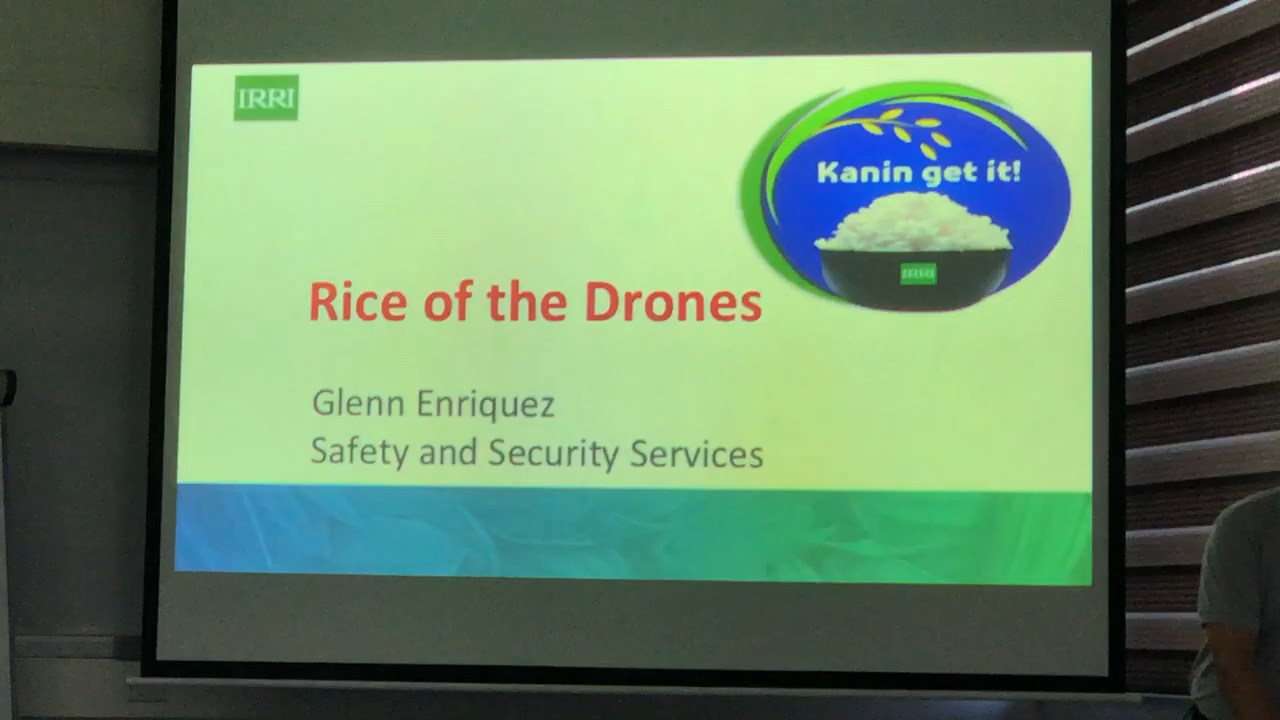 IRRI
Kanin get it!
IRRI
Rice of the Drones
Glenn Enriquez
Safety and Security Services